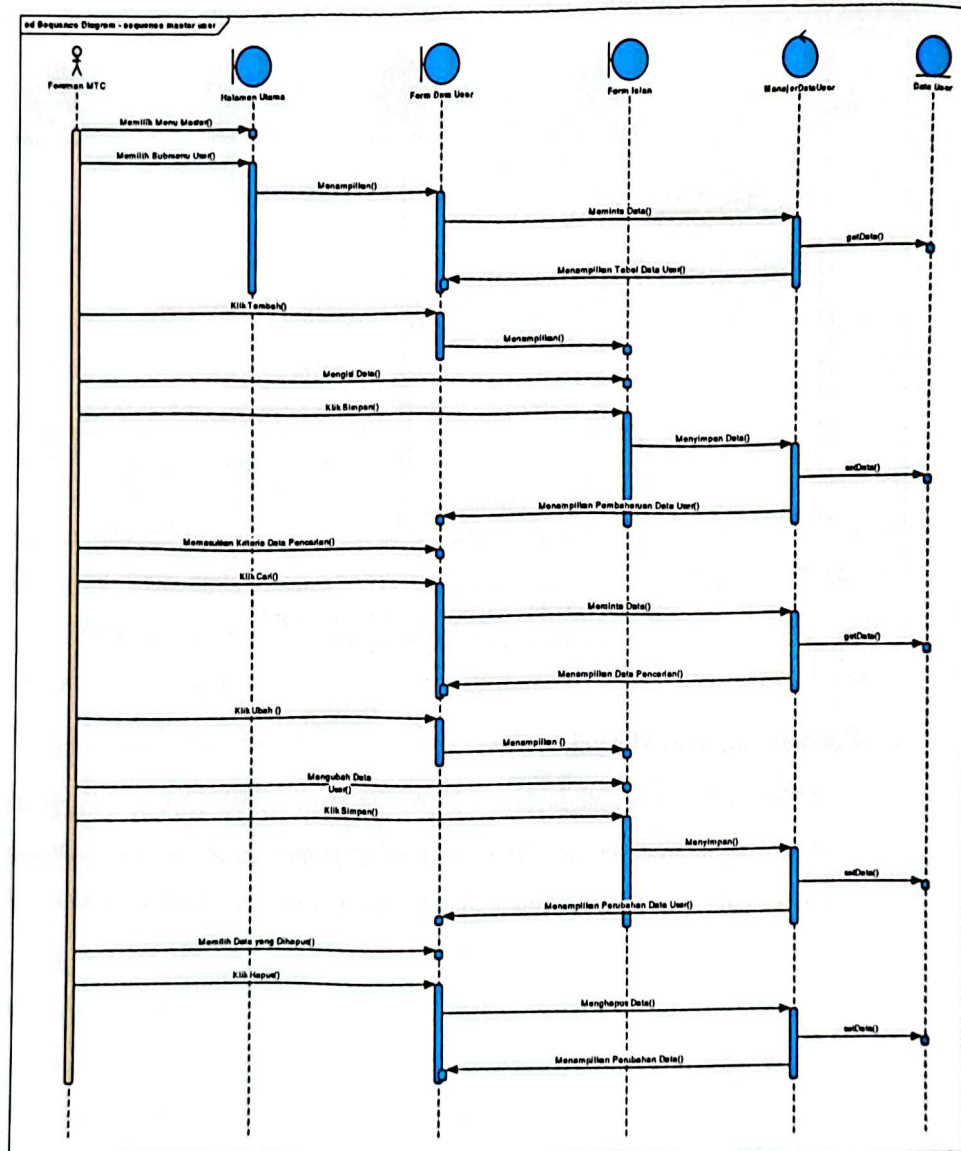 sd Sequence Diagram - sequence master user
Foreman MTC
Halaman Utama
Form Data User
Form Isian
ManajerDataUser
Data User
Memilih Menu Master()
Memilih Submenu User()
Menampilkan()
Meminta Data()
getData()
Menampilkan Tabel Data User()
Klik Tambah()
Menampilkan()
Mengisi Data()
Klik Simpan()
Menyimpan Data()
setData()
Menampilkan Pembaharuan Data User()
Memasukkan Kriteria Data Pencarian()
Klik Cari()
Meminta Data()
getData()
Menampilkan Data Pencarian()
Klik Ubah ()
Menampilkan ()
Mengubah Data
User()
Klik Simpan()
Menyimpan()
setData()
Menampilkan Perubahan Data User()
Memilih Data yang Dihapus()
Klik Hapus()
Menghapus Data()
setData()
Menampilkan Perubahan Data()